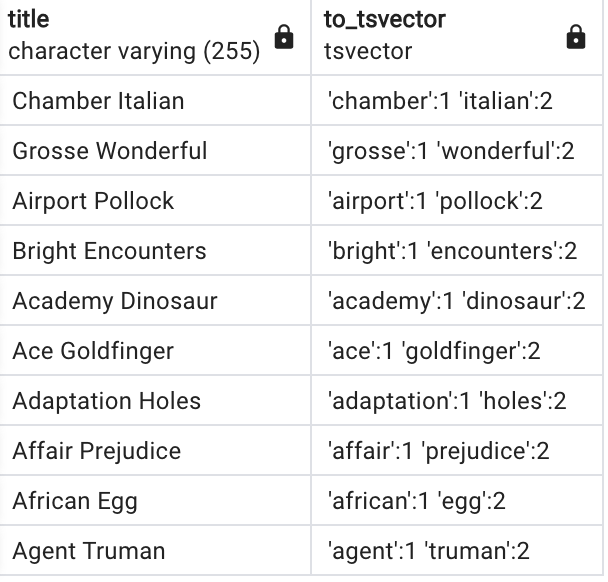 title to_tsvector
character varying (255) tsvector
Chamber Italian 'chamber':1 'italian':2
Grosse Wonderful 'grosse':1 'wonderful':2
Airport Pollock 'airport':1 'pollock':2
Bright Encounters 'bright':1 'encounters':2
Academy Dinosaur 'academy':1 'dinosaur':2
Ace Goldfinger 'ace':1 'goldfinger':2
Adaptation Holes 'adaptation':1 'holes':2
Affair Prejudice 'affair':1 'prejudice':2
African Egg 'african':1 'egg':2
Agent Truman 'agent':1 'truman':2